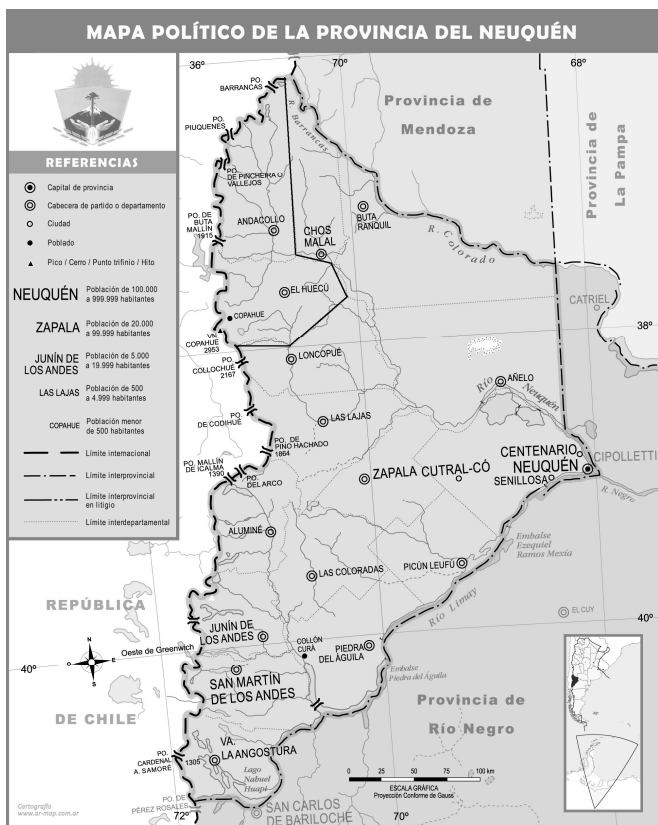 MAPA POLÍTICO DE LA PROVINCIA DEL NEUQUÉN
REFERENCIAS
Capital de provincia
Cabecera de partido o departamento
Ciudad
Poblado
Pico / Cerro / Punto trifinio / Hito
NEUQUÉN
Población de 100.000
a 999.999 habitantes
ZAPALA
Población de 20.000
a 99.999 habitantes
JUNÍN DE
LOS ANDES
Población de 5.000
a 19.999 habitantes
LAS LAJAS
Población de 500
a 4.999 habitantes
COPAHUE
Población menor
de 500 habitantes
Límite internacional
Límite interprovincial
Límite interprovincial
en litigio
Límite interdepartamental
36°
70°
68°
PO.
BARRANCAS
R. Barrancas
Provincia de
Mendoza
Provincia de
La Pampa
PO.
PIUQUENES
PO.
DE PINCHEIRA O
VALLEJOS
PO. DE
BUTA
MALLÍN
1915
ANDACOLLO
BUTA
RANQUIL
CHOS
MALAL
R. Colorado
EL HUECÚ
CATRIEL
COPAHUE
38°
VN.
COPAHUE
2953
PO.
COLLOCHUÉ
2167
LONCOPUÉ
AÑELO
Río
Neuquén
PO.
DE CODIHUÉ
LAS LAJAS
PO. DE
PINO HACHADO
1864
CENTENARIO
CIPOLLETTI
PO. MALLÍN
DE ICALMA
1390
ZAPALA
CUTRAL-CÓ
NEUQUÉN
SENILLOSA
PO.
DEL ARCO
R. Negro
ALUMINÉ
Embalse
Ezequiel
Ramos Mexía
LAS COLORADAS
PICÚN LEUFÚ
Río Limay
REPÚBLICA
EL CUY
40°
JUNÍN DE
LOS ANDES
Oeste de Greenwich
COLLÓN
CURÁ
PIEDRA
DEL ÁGUILA
N
O
E
S
40°
Embalse
Piedra del Águila
SAN MARTÍN
DE LOS ANDES
DE CHILE
Provincia de
Río Negro
PO.
CARDENAL
A. SAMORÉ
1305
VA.
LA ANGOSTURA
Lago
Nahuel
Huapi
0 25 50 75 100 km
ESCALA GRÁFICA
Proyección Conforme de Gauss
PO. DE
PÉREZ ROSALES
SAN CARLOS
DE BARILOCHE
72°
70°
Cartografía
www.ar-map.com.ar